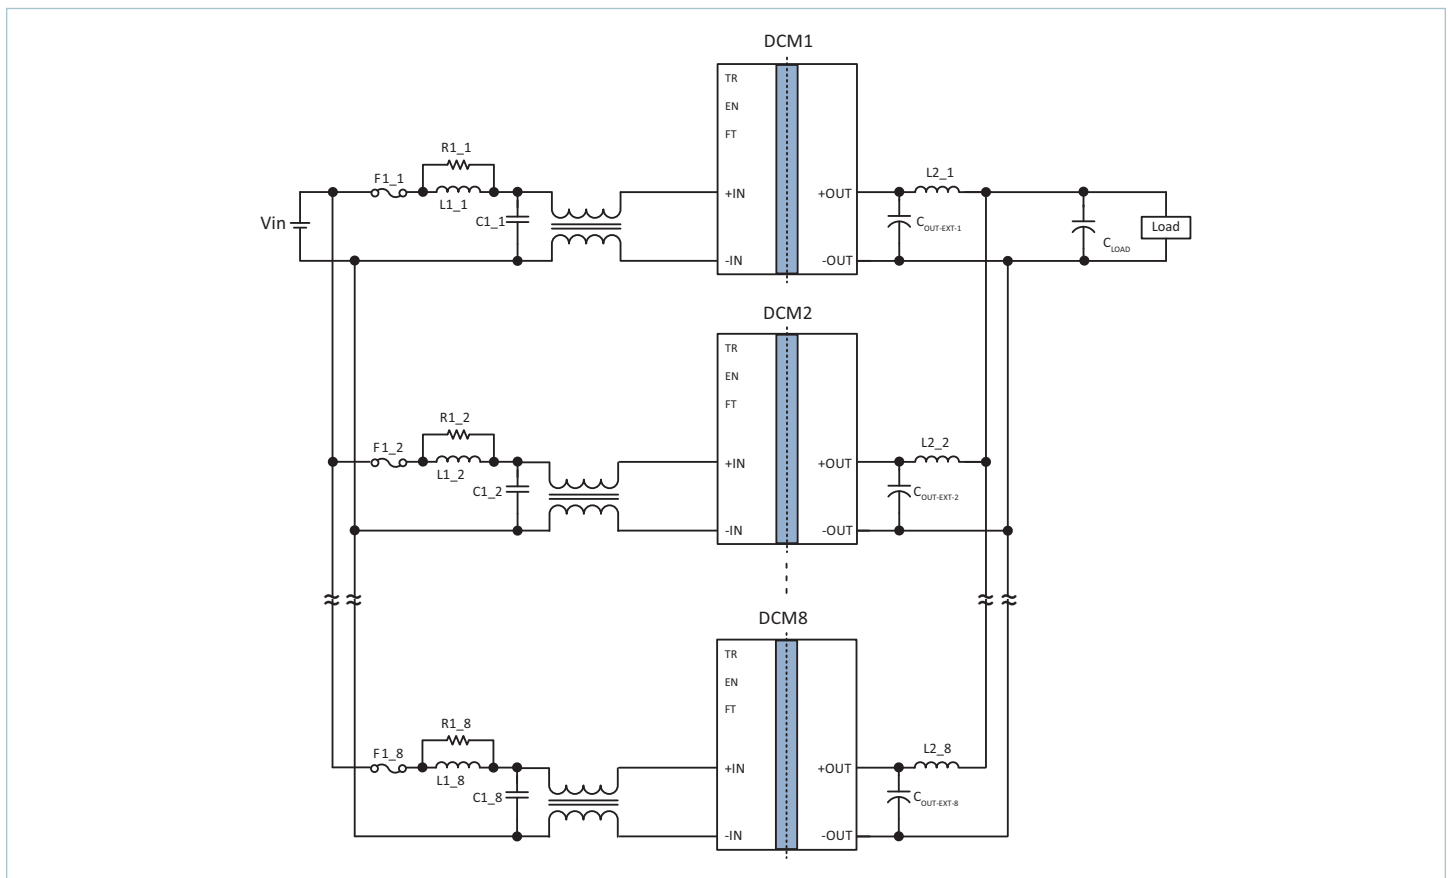 DCM1
TR
EN
FT
R1_1
F1_1
L1_1
C1_1
Vin
+IN
-IN
+OUT
-OUT
L2_1
COUT-EXT-1
CLOAD
Load
DCM2
TR
EN
FT
R1_2
F1_2
L1_2
C1_2
+IN
-IN
+OUT
-OUT
L2_2
COUT-EXT-2
DCM8
TR
EN
FT
R1_8
F1_8
L1_8
C1_8
+IN
-IN
+OUT
-OUT
L2_8
COUT-EXT-8